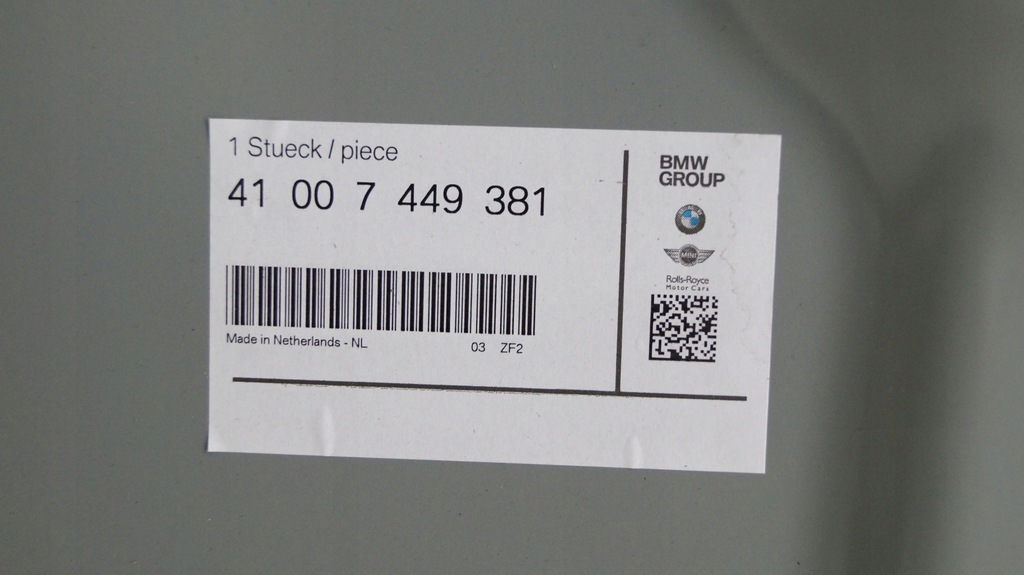 1 Stueck / piece
41 00 7 449 381
Made in Netherlands - NL
03 ZF2
BMW
GROUP
MINI
Rolls-Royce
Motor Cars